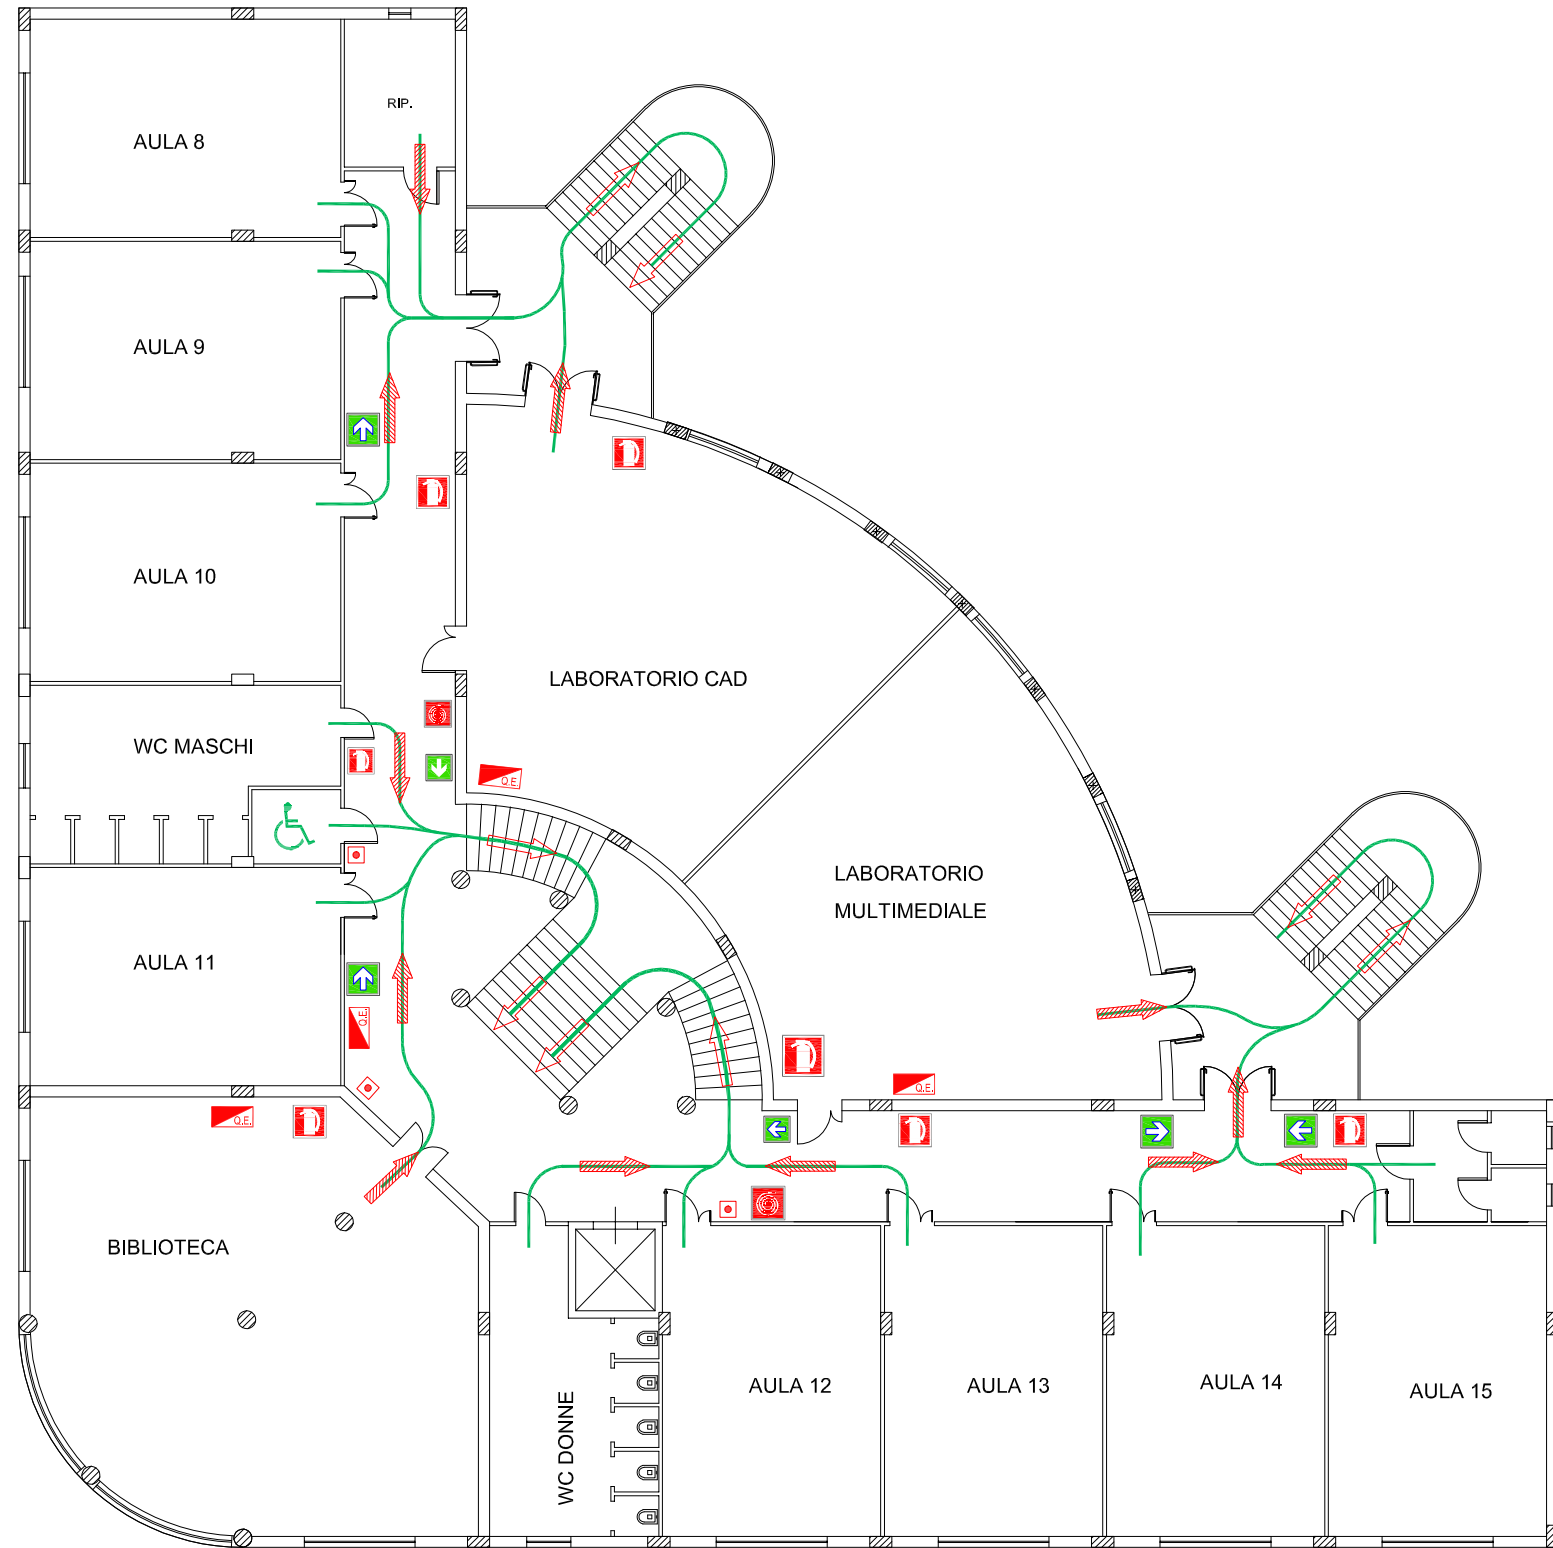 RIP.
AULA 8
AULA 9
AULA 10
LABORATORIO CAD
WC MASCHI
Q.E.
LABORATORIO
MULTIMEDIALE
AULA 11
Q.E.
Q.E.
Q.E.
BIBLIOTECA
AULA 12
AULA 13
AULA 14
AULA 15
WC DONNE